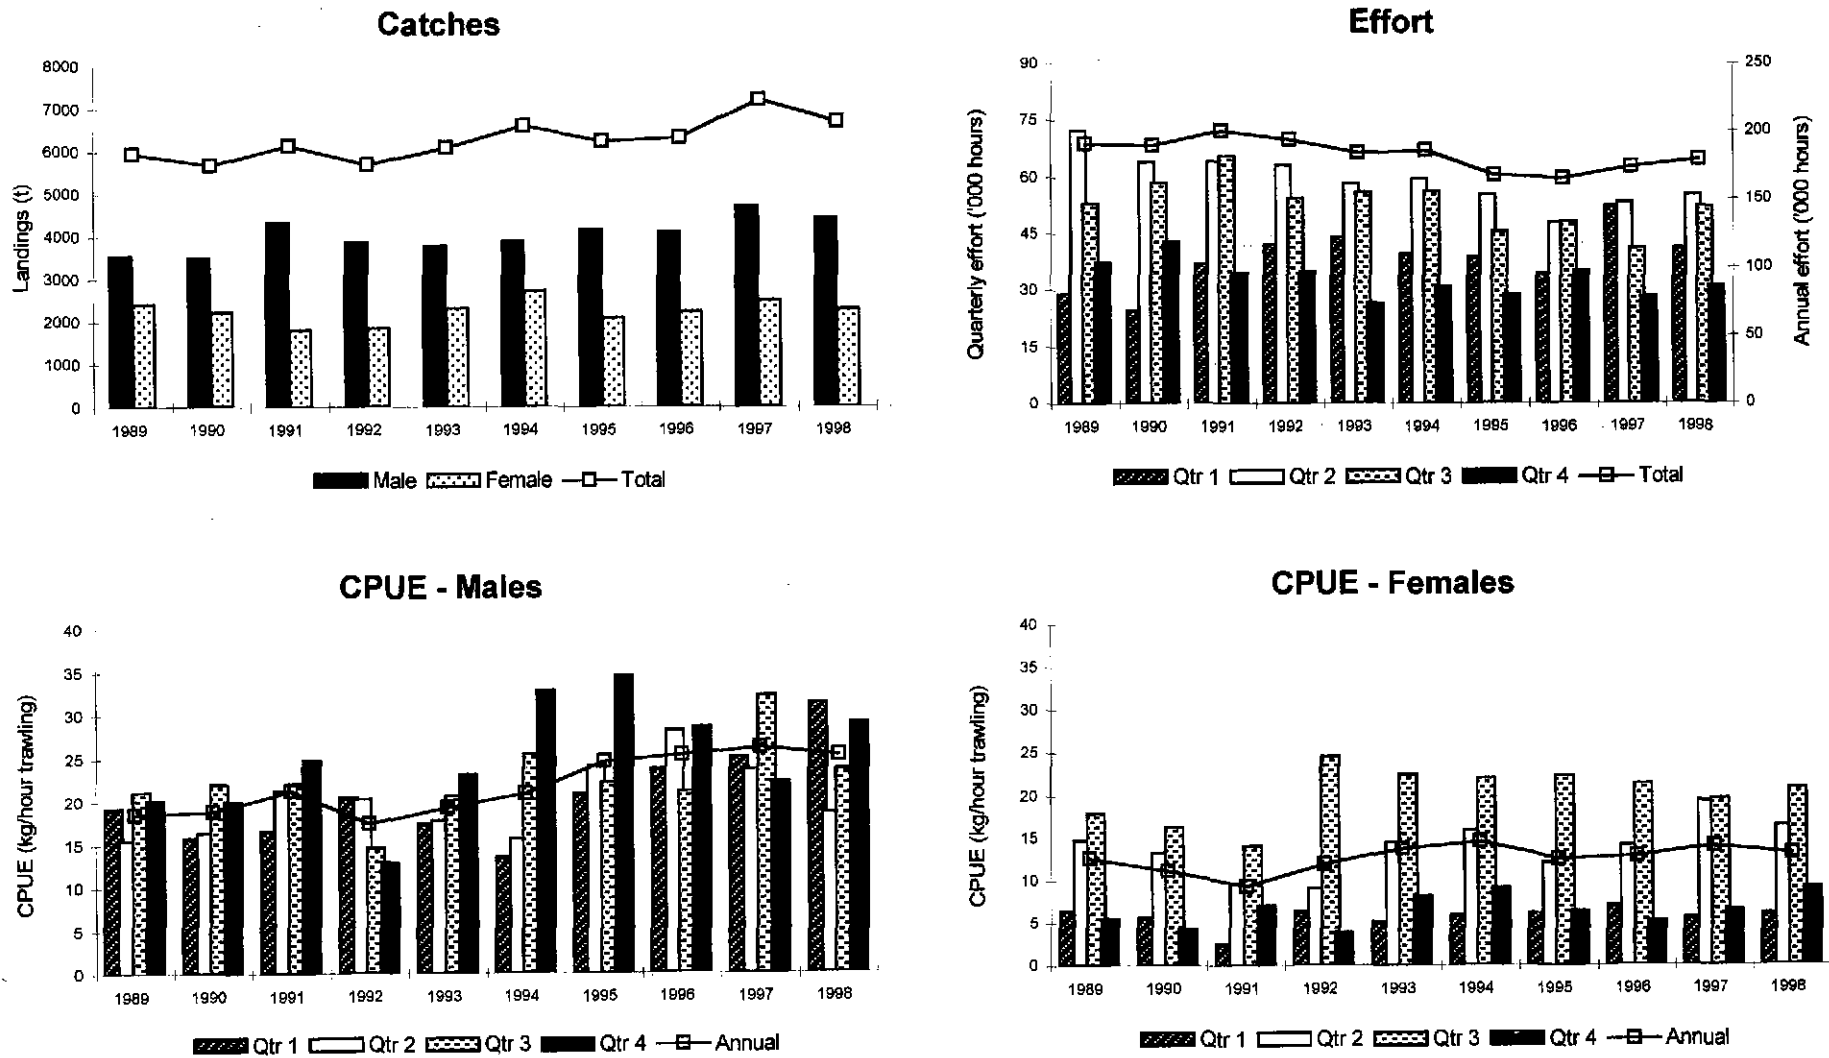 Catches
8000
7000
6000
5000
4000
3000
2000
1000
0
Landings (t)
1989 1990 1991 1992 1993 1994 1995 1996 1997 1998
Male Female Total
Effort
90
75
60
45
30
15
0
Quarterly effort ('000 hours)
250
200
150
100
50
0
Annual effort ('000 hours)
1989 1990 1991 1992 1993 1994 1995 1996 1997 1998
Qtr 1 Qtr 2 Qtr 3 Qtr 4 Total
CPUE - Males
40
35
30
25
20
15
10
5
0
CPUE (kg/hour trawling)
1989 1990 1991 1992 1993 1994 1995 1996 1997 1998
Qtr 1 Qtr 2 Qtr 3 Qtr 4 Annual
CPUE - Females
40
35
30
25
20
15
10
5
0
CPUE (kg/hour trawling)
1989 1990 1991 1992 1993 1994 1995 1996 1997 1998
Qtr 1 Qtr 2 Qtr 3 Qtr 4 Annual